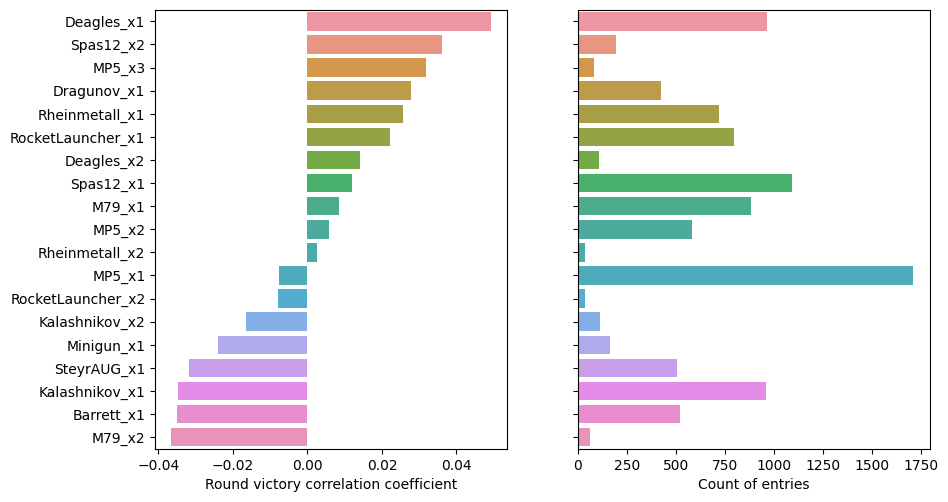 Deagles_x1
Spas12_x2
MP5_x3
Dragunov_x1
Rheinmetall_x1
RocketLauncher_x1
Deagles_x2
Spas12_x1
M79_x1
MP5_x2
Rheinmetall_x2
MP5_x1
RocketLauncher_x2
Kalashnikov_x2
Minigun_x1
SteyrAUG_x1
Kalashnikov_x1
Barrett_x1
M79_x2
−0.04 −0.02 0.00 0.02 0.04
Round victory correlation coefficient
0 250 500 750 1000 1250 1500 1750
Count of entries